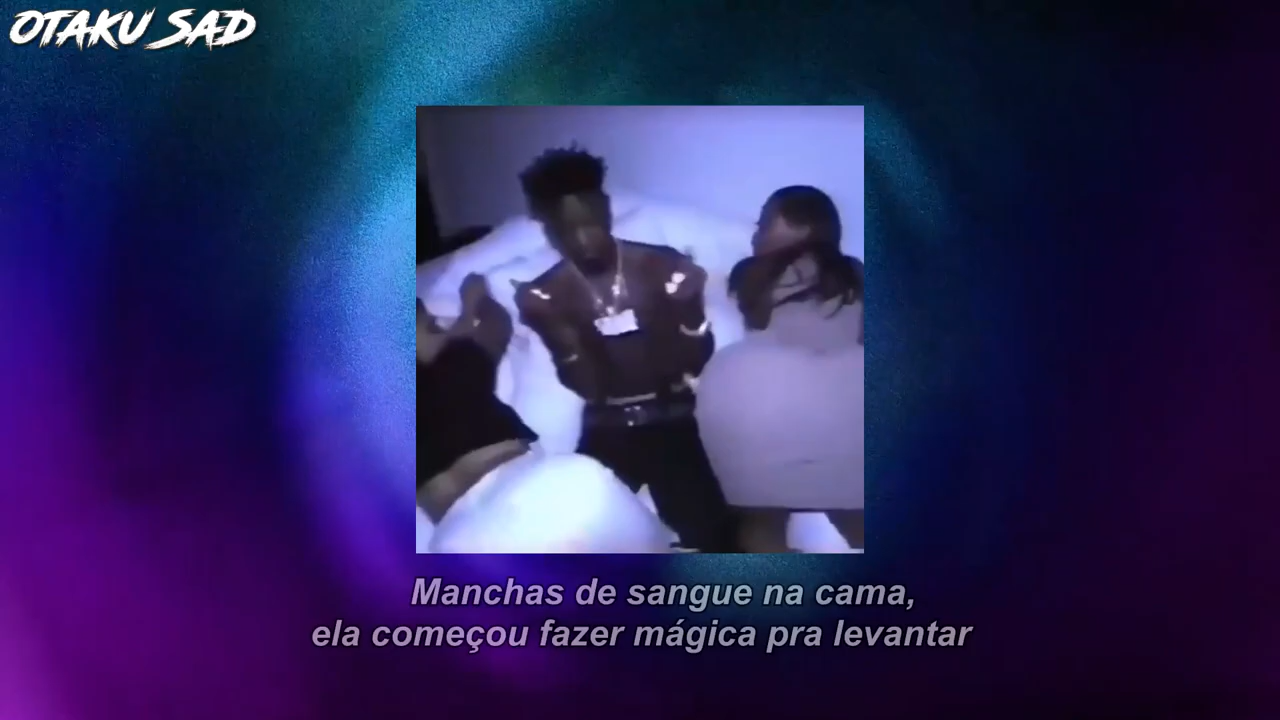 OTAKU SAD
Manchas de sangue na cama,
ela começou fazer mágica pra levantar